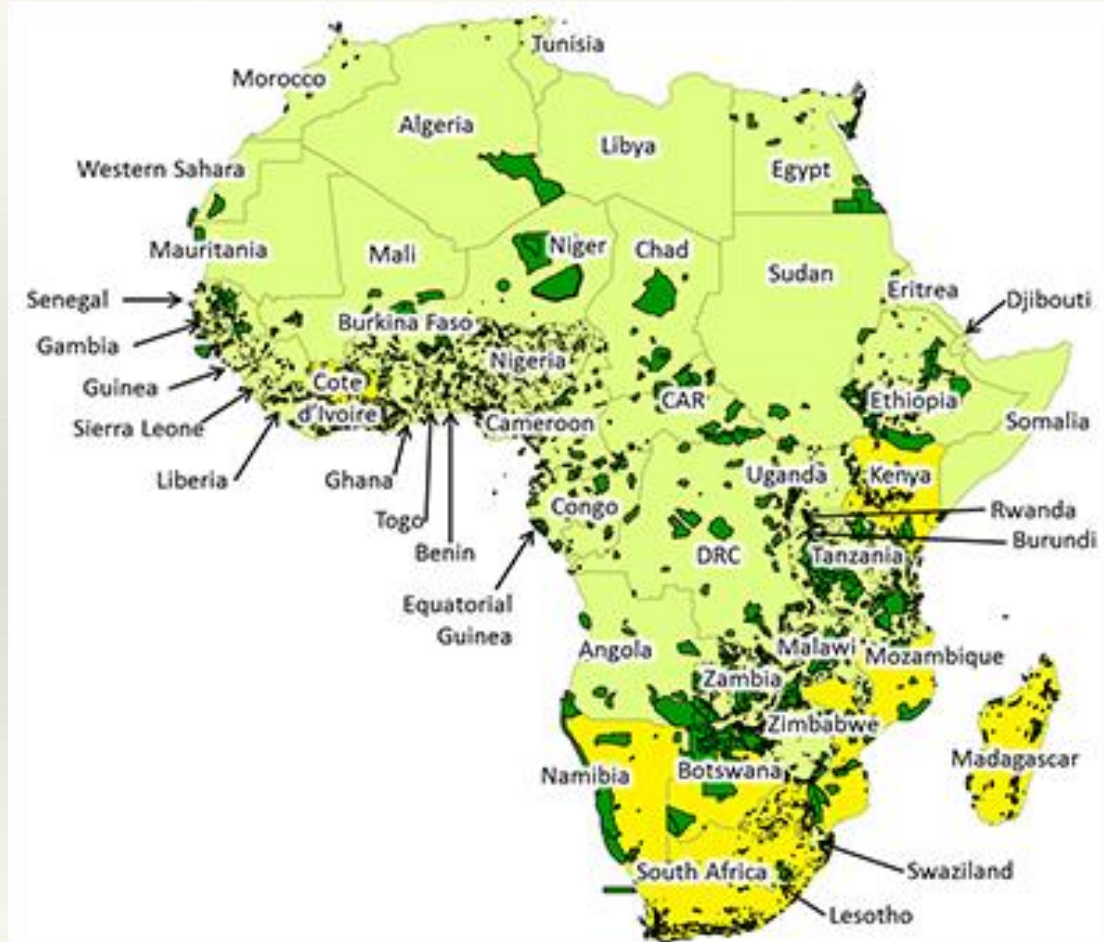 Tunisia
Morocco
Algeria
Libya
Egypt
Western Sahara
Mauritania
Mali
Niger
Chad
Sudan
Eritrea
Djibouti
Senegal
Gambia
Burkina Faso
Nigeria
Guinea
Cote
d'Ivoire
CAR
Ethiopia
Sierra Leone
Cameroon
Somalia
Liberia
Ghana
Uganda
Kenya
Togo
Congo
Rwanda
Benin
DRC
Tanzania
Burundi
Equatorial
Guinea
Angola
Malawi
Mozambique
Zambia
Zimbabwe
Namibia
Botswana
Madagascar
South Africa
Swaziland
Lesotho